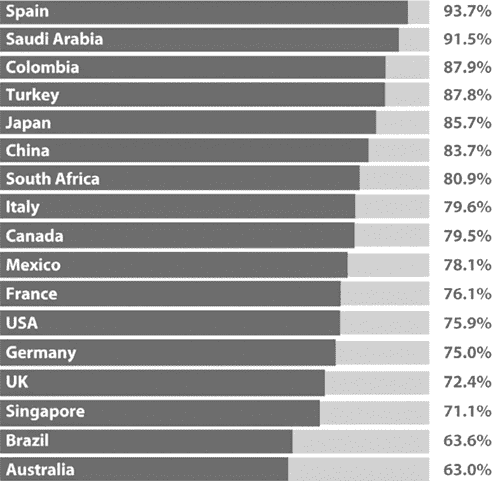 Spain 93.7%
Saudi Arabia 91.5%
Colombia 87.9%
Turkey 87.8%
Japan 85.7%
China 83.7%
South Africa 80.9%
Italy 79.6%
Canada 79.5%
Mexico 78.1%
France 76.1%
USA 75.9%
Germany 75.0%
UK 72.4%
Singapore 71.1%
Brazil 63.6%
Australia 63.0%